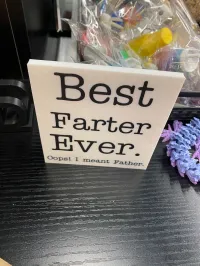 Best
Farter
Ever.
Oops! I meant Father.